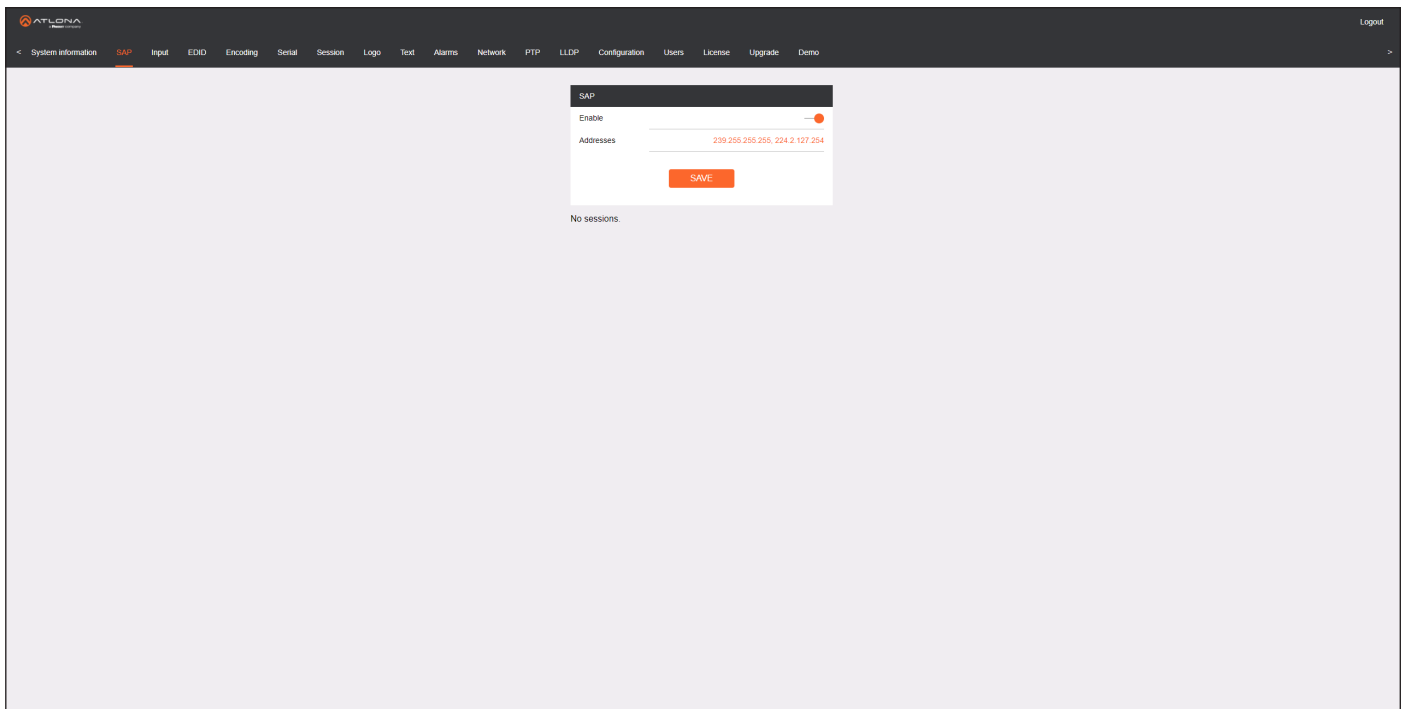 ATLONA
Logout
< System information SAP Input EDID Encoding Serial Session Logo Text Alarms Network PTP LLDP Configuration Users License Upgrade Demo >
SAP
Enable
Addresses 239.255.255.255, 224.2.127.254
SAVE
No sessions.